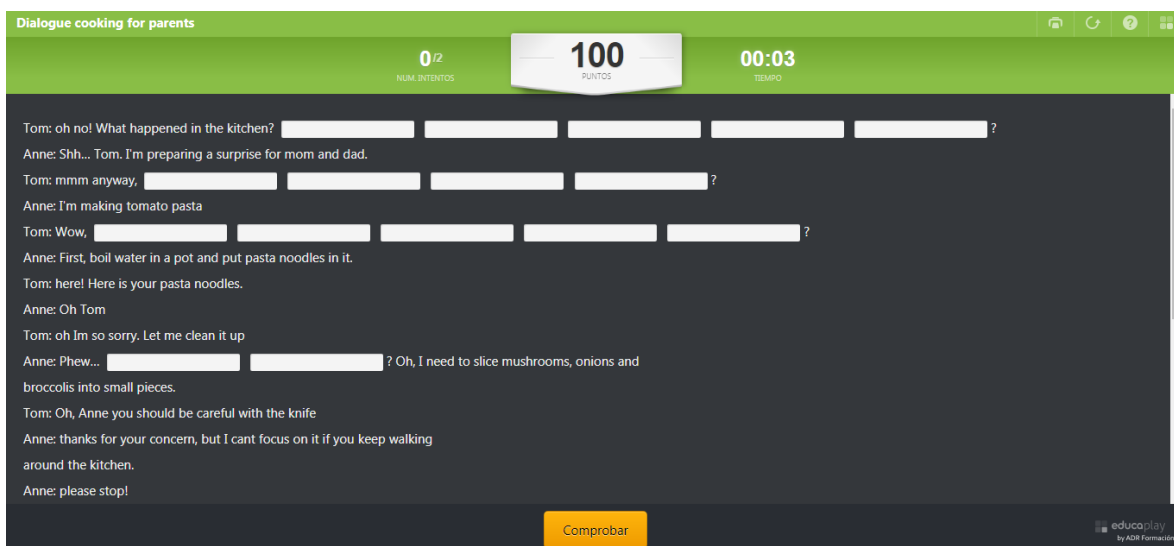 Dialogue cooking for parents
0/2
NUM. INTENTOS
100
PUNTOS
00:03
TIEMPO
Tom: oh no! What happened in the kitchen? ?
Anne: Shh... Tom. I'm preparing a surprise for mom and dad.
Tom: mmm anyway, ?
Anne: I'm making tomato pasta
Tom: Wow, ?
Anne: First, boil water in a pot and put pasta noodles in it.
Tom: here! Here is your pasta noodles.
Anne: Oh Tom
Tom: oh Im so sorry. Let me clean it up
Anne: Phew... ? Oh, I need to slice mushrooms, onions and
broccolis into small pieces.
Tom: Oh, Anne you should be careful with the knife
Anne: thanks for your concern, but I cant focus on it if you keep walking
around the kitchen.
Anne: please stop!
Comprobar
educaplay
by ADR Formación